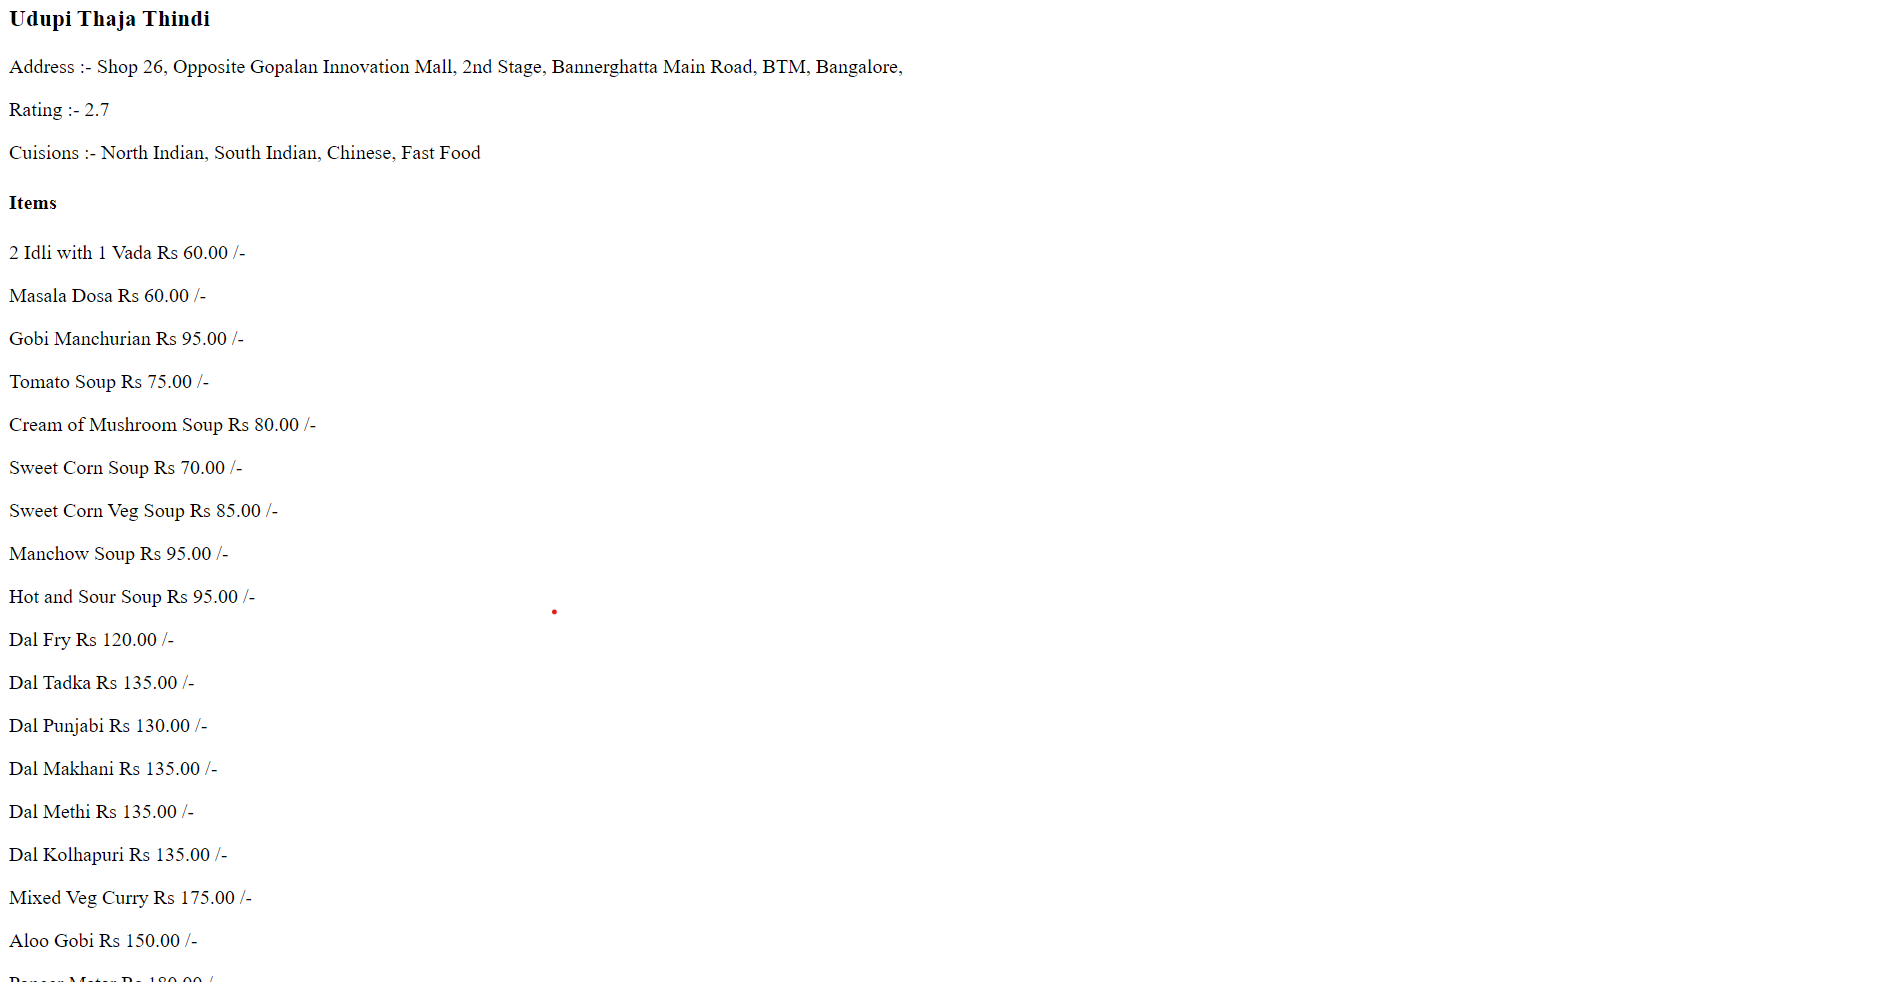 Udupi Thaja Thindi
Address :- Shop 26, Opposite Gopalan Innovation Mall, 2nd Stage, Bannerghatta Main Road, BTM, Bangalore,
Rating :- 2.7
Cuisions :- North Indian, South Indian, Chinese, Fast Food
Items
2 Idli with 1 Vada Rs 60.00 /-
Masala Dosa Rs 60.00 /-
Gobi Manchurian Rs 95.00 /-
Tomato Soup Rs 75.00 /-
Cream of Mushroom Soup Rs 80.00 /-
Sweet Corn Soup Rs 70.00 /-
Sweet Corn Veg Soup Rs 85.00 /-
Manchow Soup Rs 95.00 /-
Hot and Sour Soup Rs 95.00 /-
Dal Fry Rs 120.00 /-
Dal Tadka Rs 135.00 /-
Dal Punjabi Rs 130.00 /-
Dal Makhani Rs 135.00 /-
Dal Methi Rs 135.00 /-
Dal Kolhapuri Rs 135.00 /-
Mixed Veg Curry Rs 175.00 /-
Aloo Gobi Rs 150.00 /-